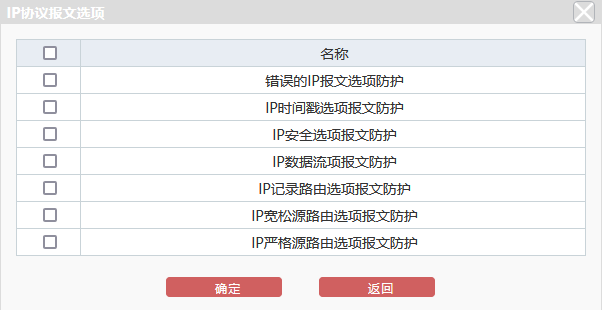 IP协议报文选项
名称
错误的IP报文选项防护
IP时间戳选项报文防护
IP安全选项报文防护
IP数据流项报文防护
IP记录路由选项报文防护
IP宽松源路由选项报文防护
IP严格源路由选项报文防护
确定 返回